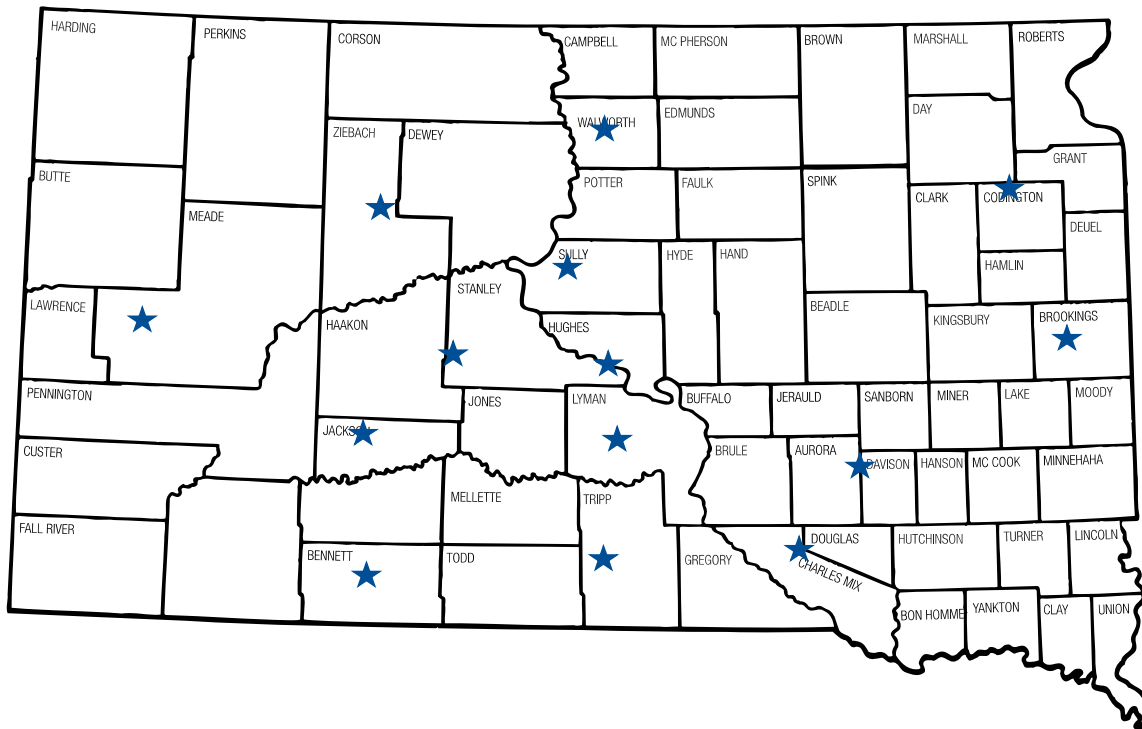 HARDING
PERKINS
CORSON
CAMPBELL
MC PHERSON
BROWN
MARSHALL
ROBERTS
WALWORTH
EDMUNDS
DAY
ZIEBACH
DEWEY
GRANT
BUTTE
MEADE
POTTER
FAULK
SPINK
CLARK
CODINGTON
DEUEL
SULLY
HYDE
HAND
HAMLIN
LAWRENCE
STANLEY
HAAKON
HUGHES
BEADLE
KINGSBURY
BROOKINGS
PENNINGTON
JONES
LYMAN
BUFFALO
JERAULD
SANBORN
MINER
LAKE
MOODY
JACKSON
CUSTER
BRULE
AURORA
DAVISON
HANSON
MC COOK
MINNEHAHA
MELLETTE
TRIPP
FALL RIVER
BENNETT
TODD
GREGORY
DOUGLAS
CHARLES MIX
HUTCHINSON
TURNER
LINCOLN
BON HOMME
YANKTON
CLAY
UNION